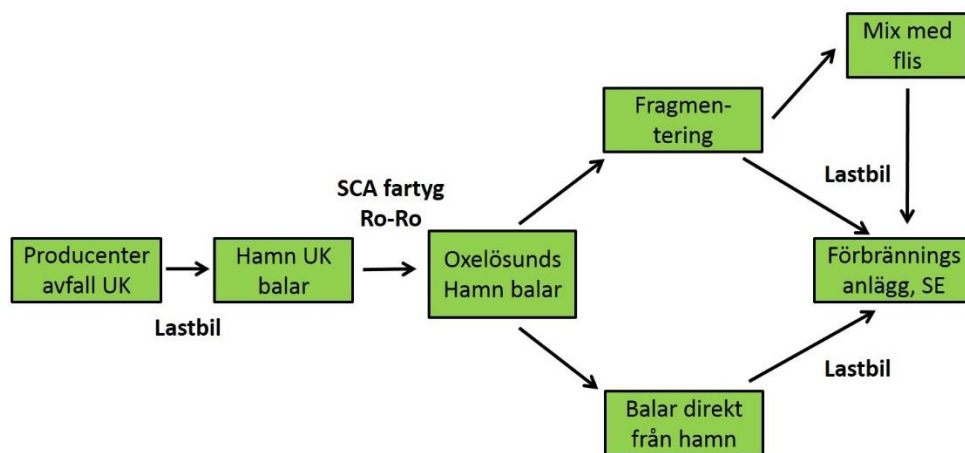 Mix med
flis
Fragmen-
tering
Lastbil
SCA fartyg
Ro-Ro
Producenter
avfall UK
Hamn UK
balar
Oxelösunds
Hamn balar
Förbrännings
anlägg, SE
Lastbil
Lastbil
Balar direkt
från hamn